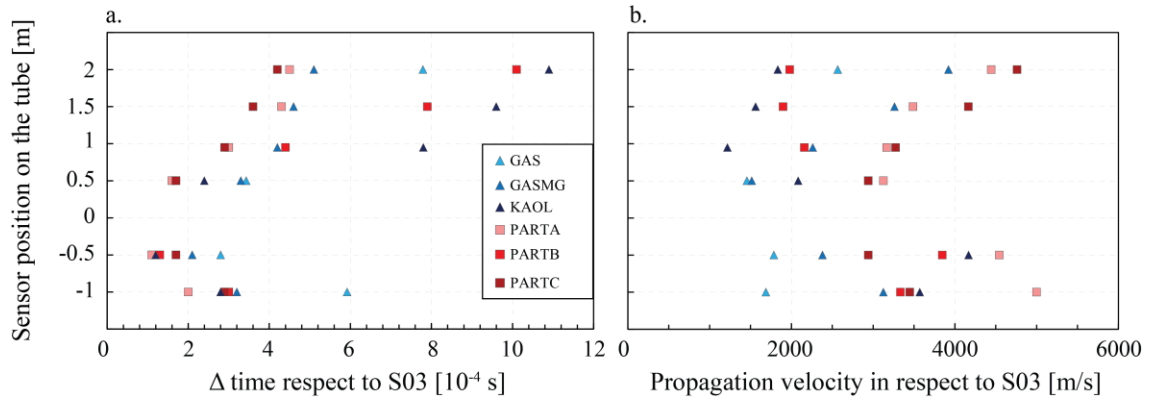 a.
b.
Sensor position on the tube [m]
2
1.5
1
0.5
0
-0.5
-1
GAS
GASMG
KAOL
PARTA
PARTB
PARTC
2
4
6
8
10
12
0
2000
4000
6000
Δ time respect to S03 [10⁻⁴ s]
Propagation velocity in respect to S03 [m/s]